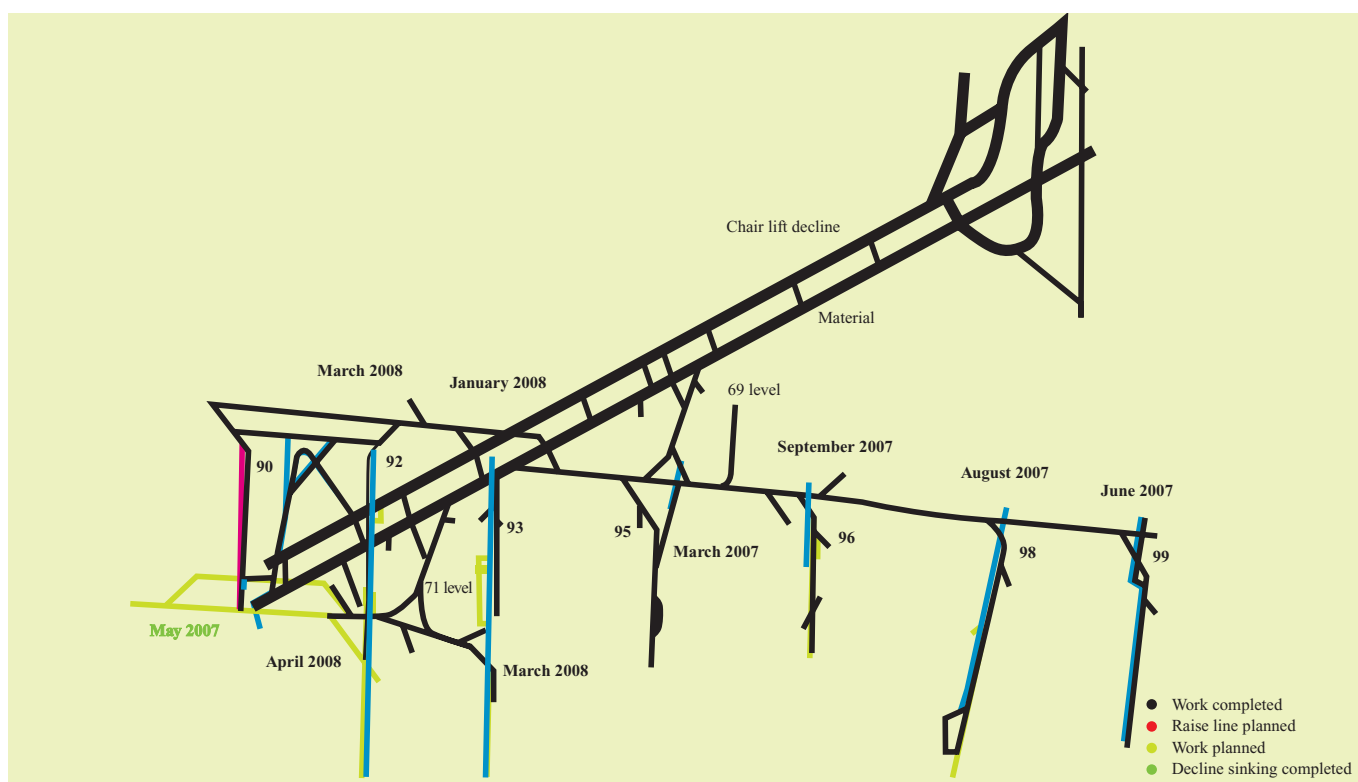 Chair lift decline
Material
March 2008
January 2008
69 level
90
92
September 2007
August 2007
June 2007
93
95
March 2007
96
98
99
71 level
May 2007
April 2008
March 2008
Work completed
Raise line planned
Work planned
Decline sinking completed